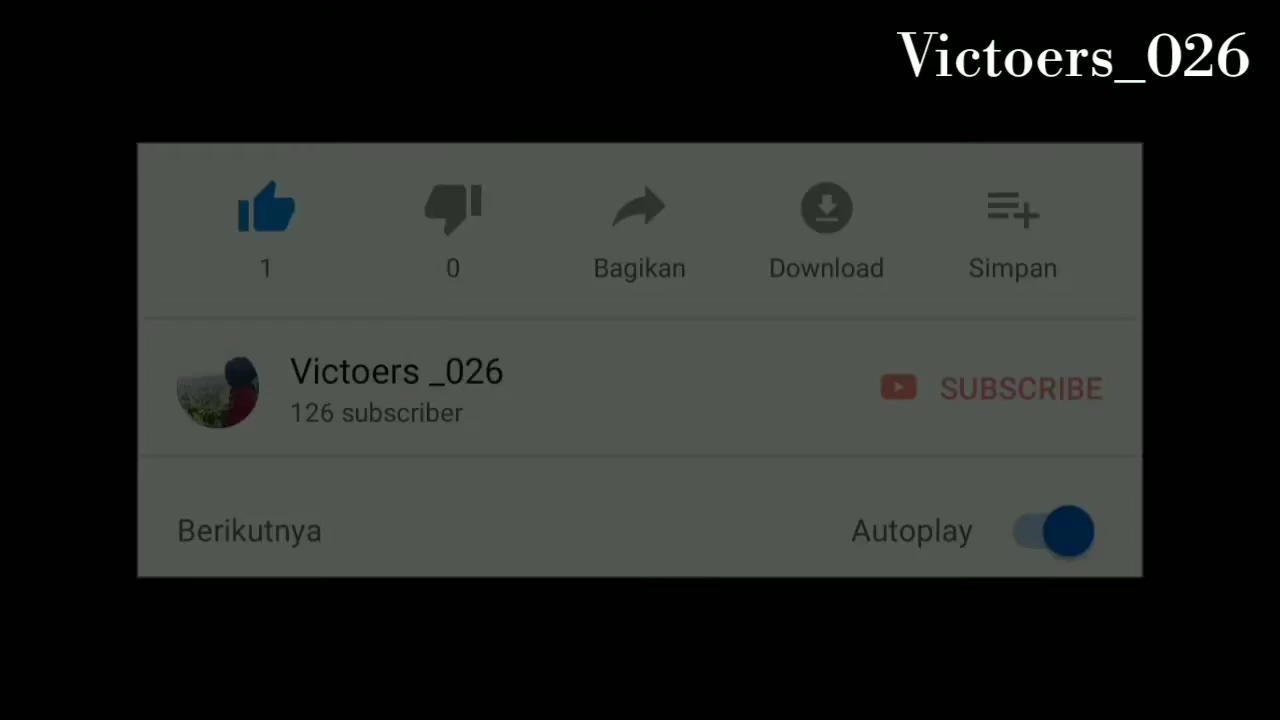 Victoers_026
1 0 Bagikan Download Simpan
Victoers _026
126 subscriber
SUBSCRIBE
Berikutnya Autoplay